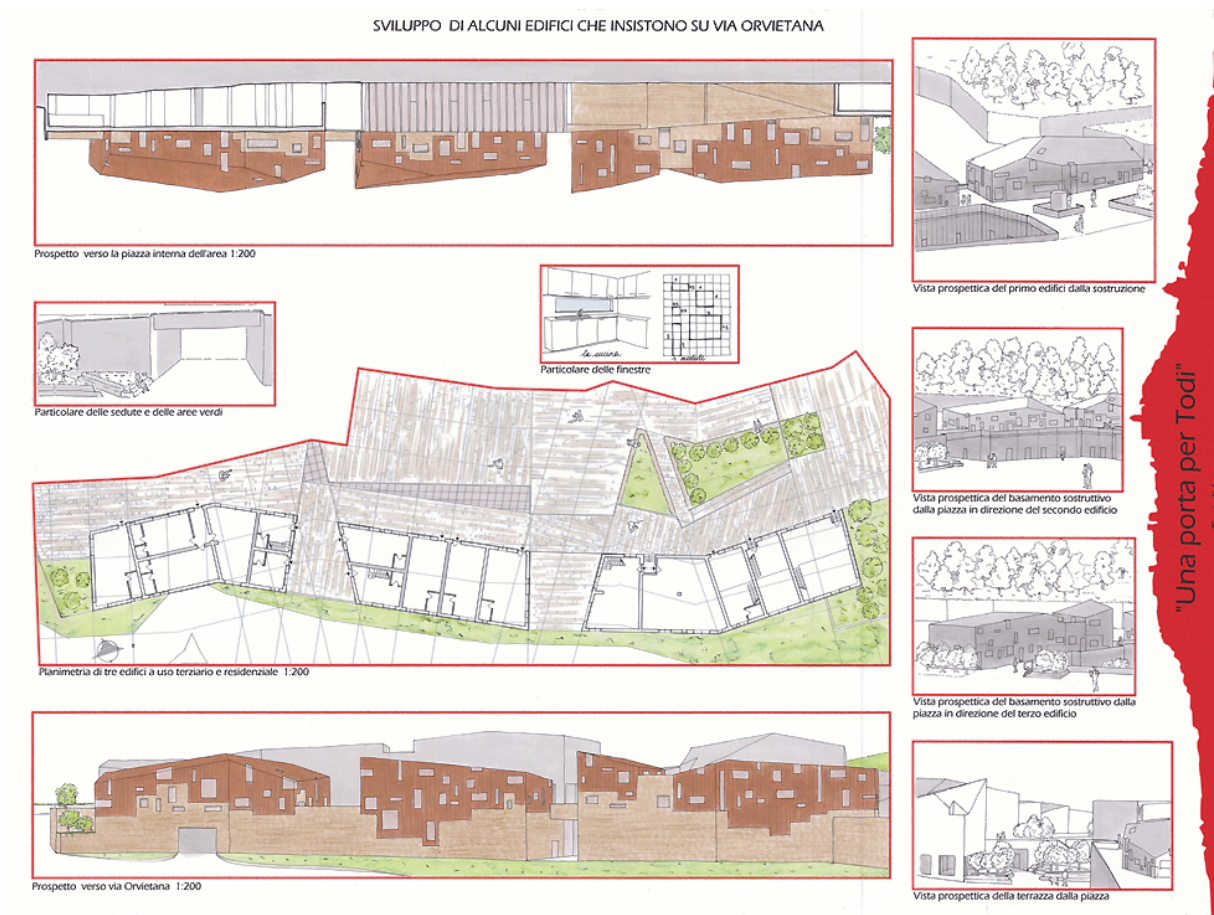 SVILUPPO DI ALCUNI EDIFICI CHE INSISTONO SU VIA ORVIETANA
Prospetto verso la piazza interna dell'area 1:200
Particolare delle sedute e delle aree verdi
la cucina
Particolare delle finestre
Planimetria di tre edifici a uso terziario e residenziale 1:200
Prospetto verso via Orvietana 1:200
Vista prospettica del primo edifici dalla sostruzione
Vista prospettica del basamento sostruttivo
dalla piazza in direzione del secondo edificio
Vista prospettica del basamento sostruttivo dalla
piazza in direzione del terzo edificio
Vista prospettica della terrazza dalla piazza
"Una porta per Todi"